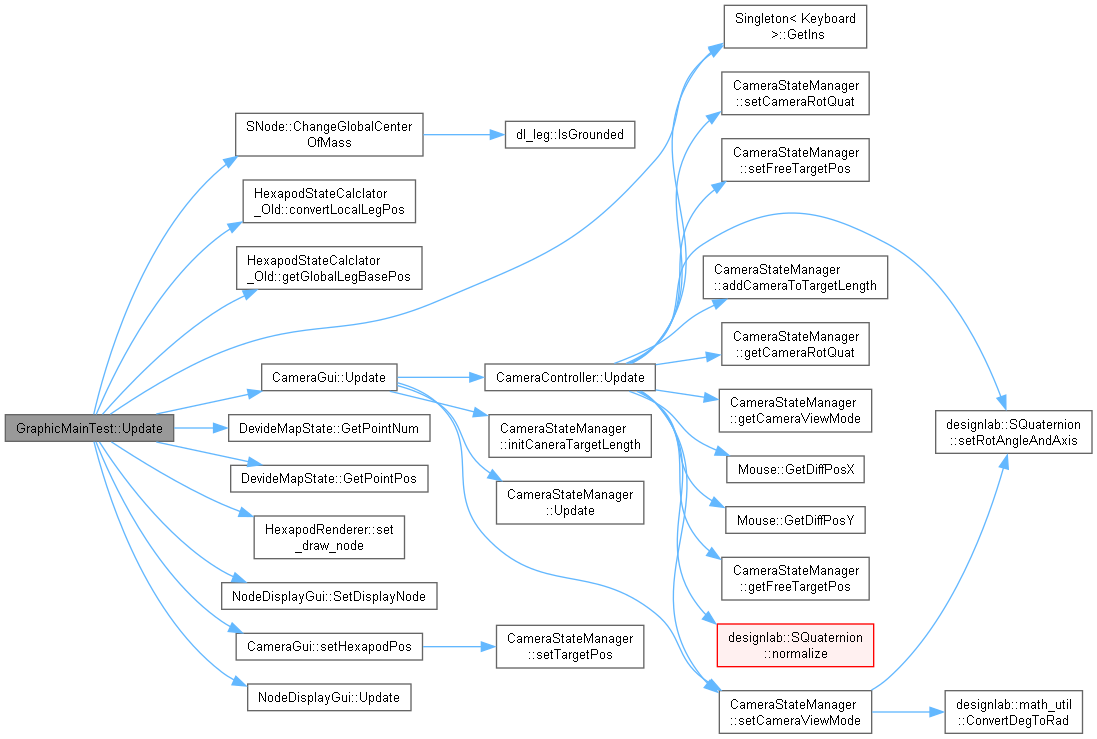 GraphicMainTest::Update
SNode::ChangeGlobalCenter
OfMass
dl_leg::IsGrounded
HexapodStateCalclator
_Old::convertLocalLegPos
HexapodStateCalclator
_Old::getGlobalLegBasePos
Singleton< Keyboard
>::GetIns
CameraGui::Update
CameraController::Update
CameraStateManager
::setCameraRotQuat
CameraStateManager
::setFreeTargetPos
CameraStateManager
::addCameraToTargetLength
CameraStateManager
::getCameraRotQuat
CameraStateManager
::getCameraViewMode
Mouse::GetDiffPosX
Mouse::GetDiffPosY
CameraStateManager
::getFreeTargetPos
designlab::SQuaternion
::normalize
CameraStateManager
::setCameraViewMode
designlab::SQuaternion
::setRotAngleAndAxis
designlab::math_util
::ConvertDegToRad
CameraStateManager
::initCaneraTargetLength
CameraStateManager
::Update
DevideMapState::GetPointNum
DevideMapState::GetPointPos
HexapodRenderer::set
_draw_node
NodeDisplayGui::SetDisplayNode
CameraGui::setHexapodPos
CameraStateManager
::setTargetPos
NodeDisplayGui::Update